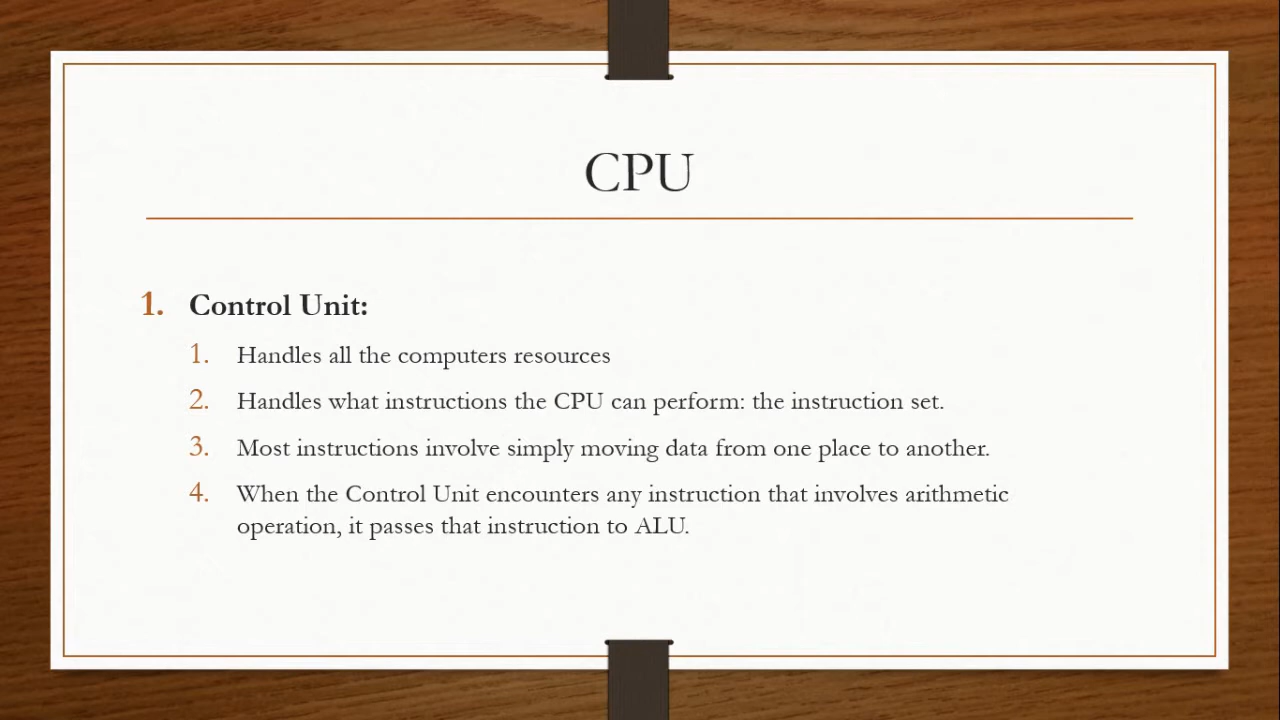 CPU
1. Control Unit:
1. Handles all the computers resources
2. Handles what instructions the CPU can perform: the instruction set.
3. Most instructions involve simply moving data from one place to another.
4. When the Control Unit encounters any instruction that involves arithmetic
operation, it passes that instruction to ALU.